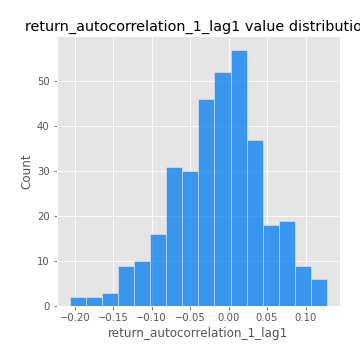 return_autocorrelation_1_lag1 value distributio
Count
50
40
30
20
10
0
−0.20 −0.15 −0.10 −0.05 0.00 0.05 0.10
return_autocorrelation_1_lag1